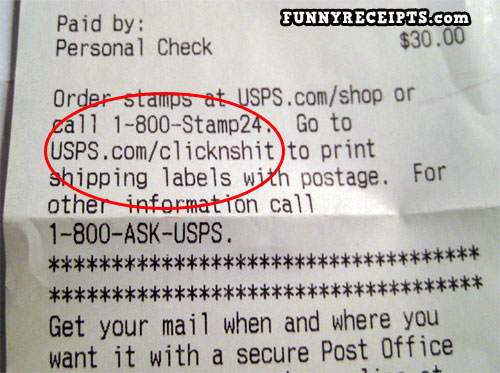 FUNNYRECEIPTS.COM
Paid by:
Personal Check $30.00
Order stamps at USPS.com/shop or
call 1-800-Stamp24. Go to
USPS.com/clicknshit to print
shipping labels with postage. For
other information call
1-800-ASK-USPS.
****************************************
****************************************
Get your mail when and where you
want it with a secure Post Office